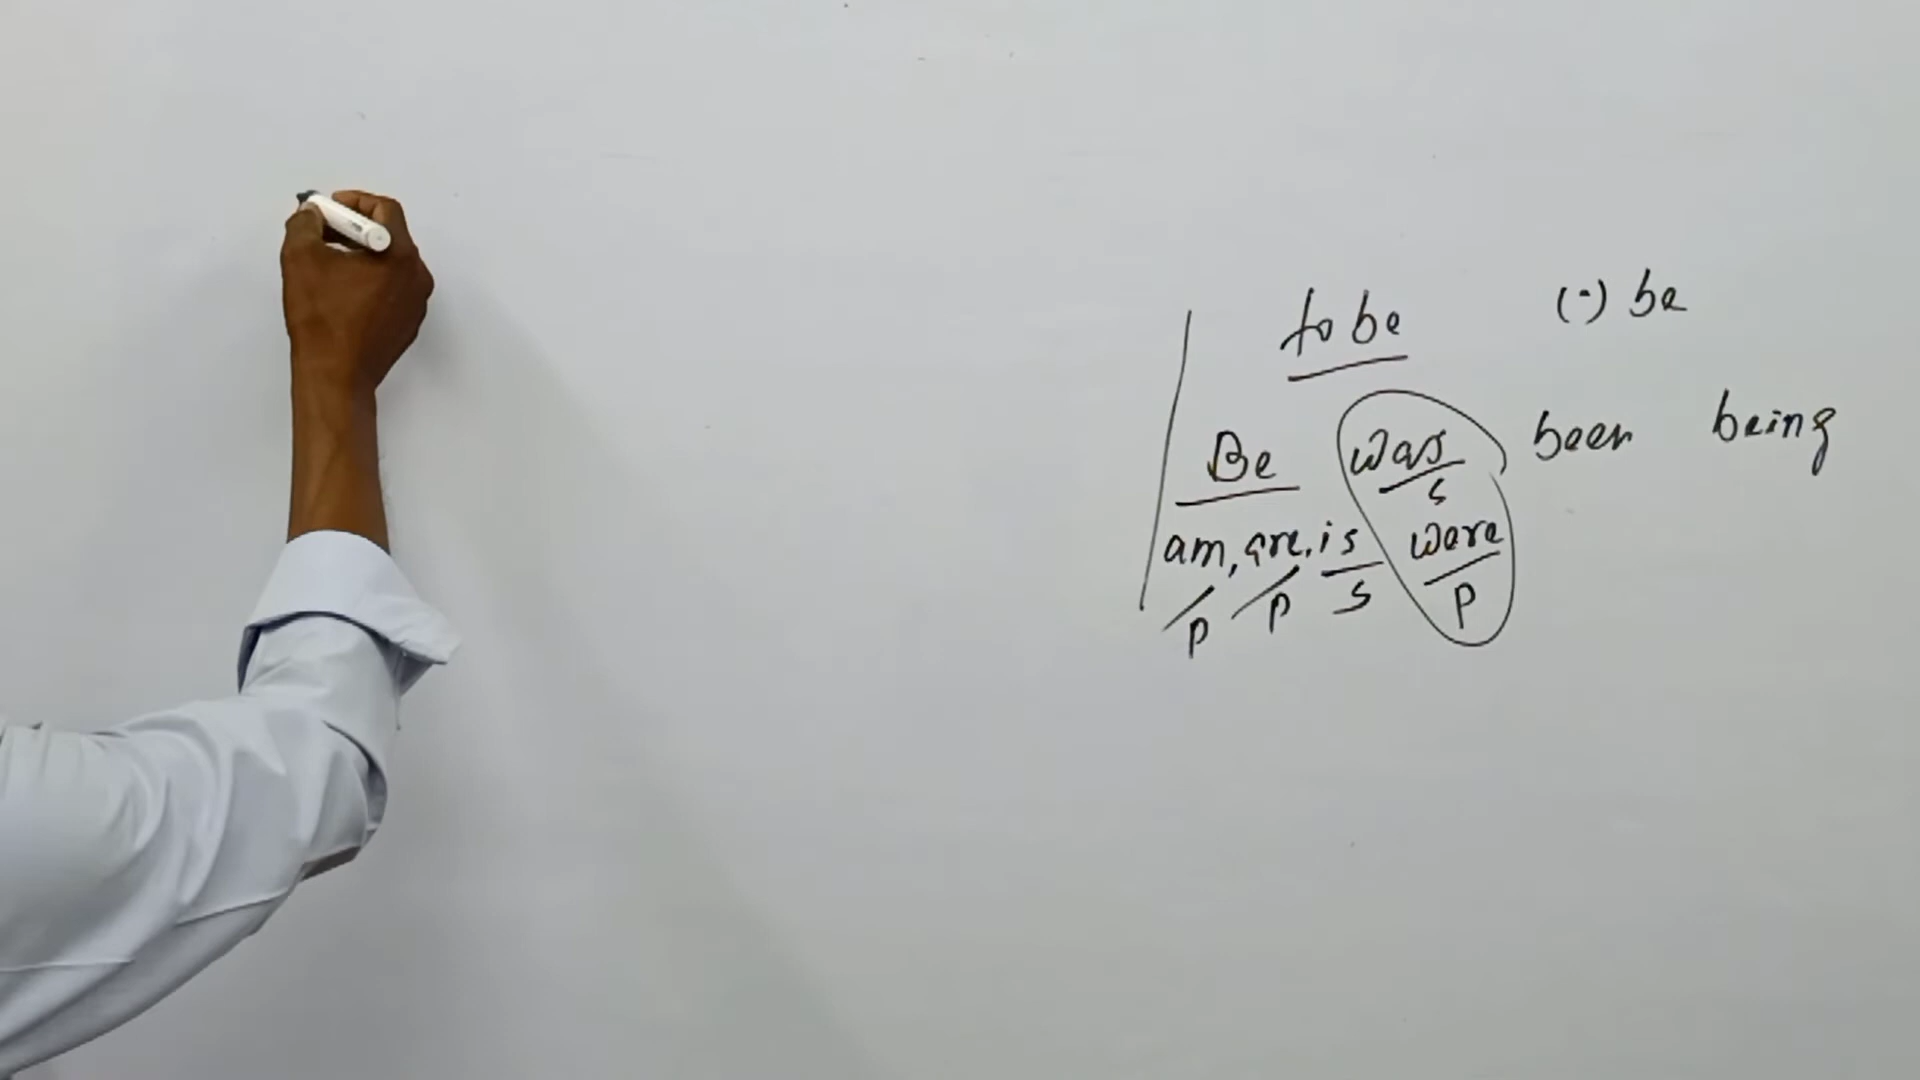 to be (-) be
Be was been being
s
am, are, is were
p p s p